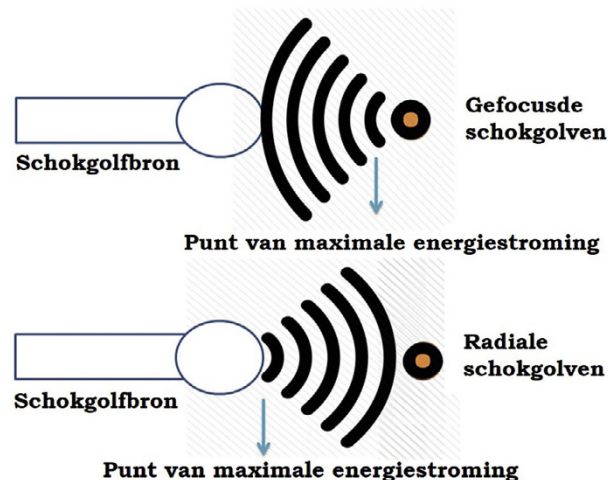 Gefocusde
schokgolven
Schokgolfbron
Punt van maximale energiestroming
Radiale
schokgolven
Schokgolfbron
Punt van maximale energiestroming